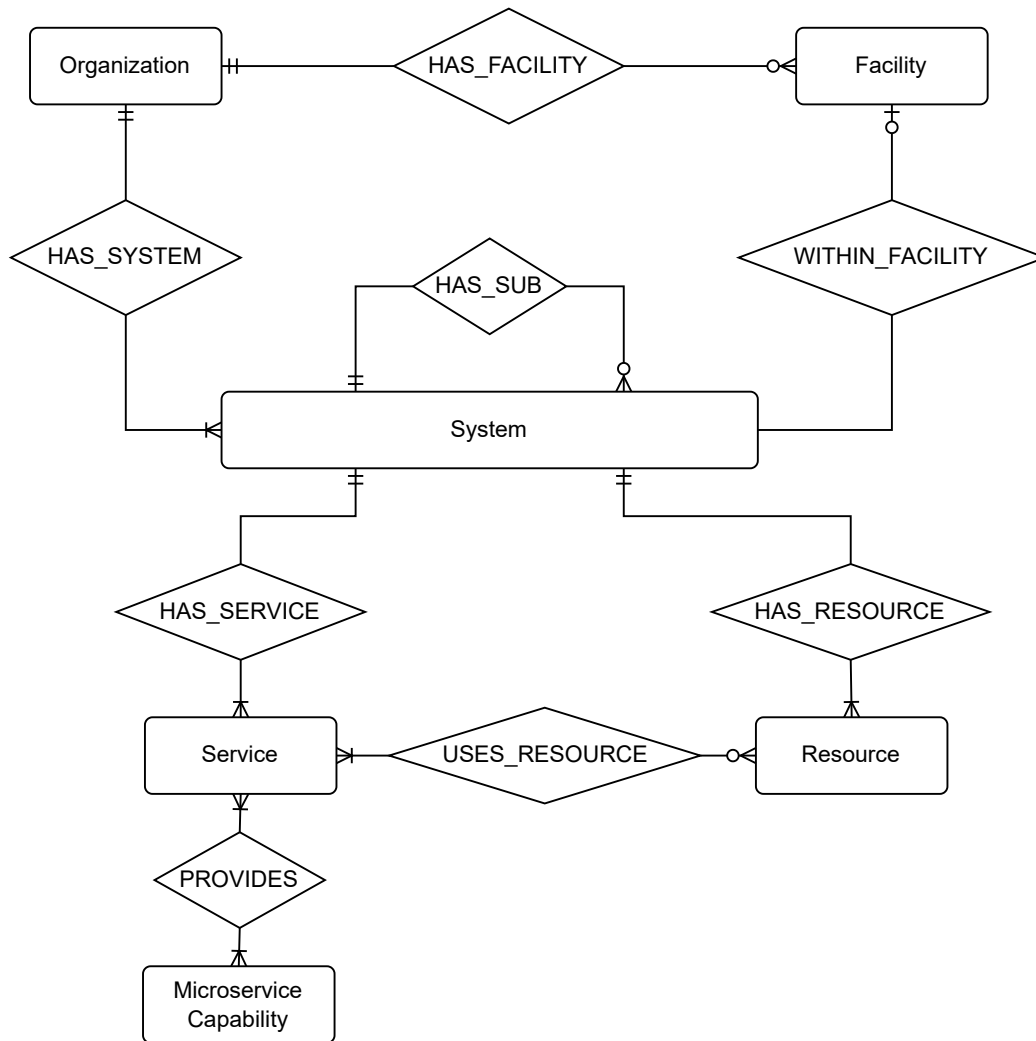 Organization
HAS_FACILITY
Facility
HAS_SYSTEM
HAS_SUB
WITHIN_FACILITY
System
HAS_SERVICE
HAS_RESOURCE
Service
USES_RESOURCE
Resource
PROVIDES
Microservice
Capability